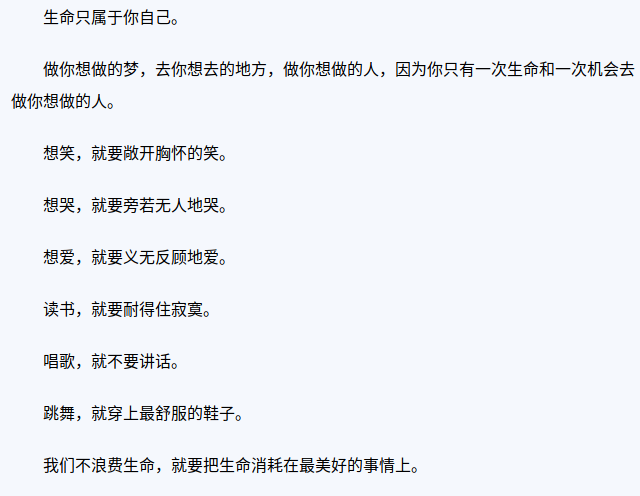 生命只属于你自己。
做你想做的梦，去你想去的地方，做你想做的人，因为你只有一次生命和一次机会去
做你想做的人。
想笑，就要敞开胸怀的笑。
想哭，就要旁若无人地哭。
想爱，就要义无反顾地爱。
读书，就要耐得住寂寞。
唱歌，就不要讲话。
跳舞，就穿上最舒服的鞋子。
我们不浪费生命，就要把生命消耗在最美好的事情上。